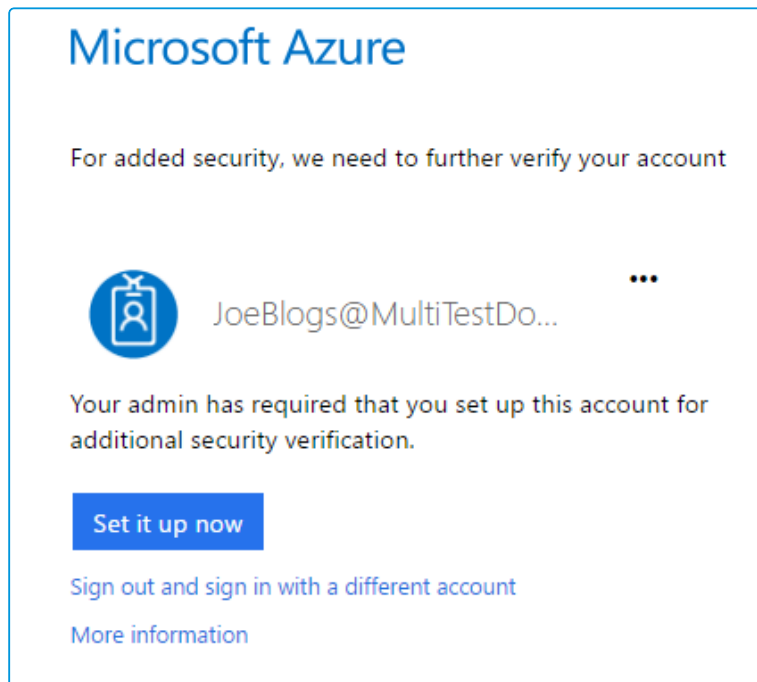 Microsoft Azure
For added security, we need to further verify your account
JoeBlogs@MultiTestDo...
Your admin has required that you set up this account for
additional security verification.
Set it up now
Sign out and sign in with a different account
More information